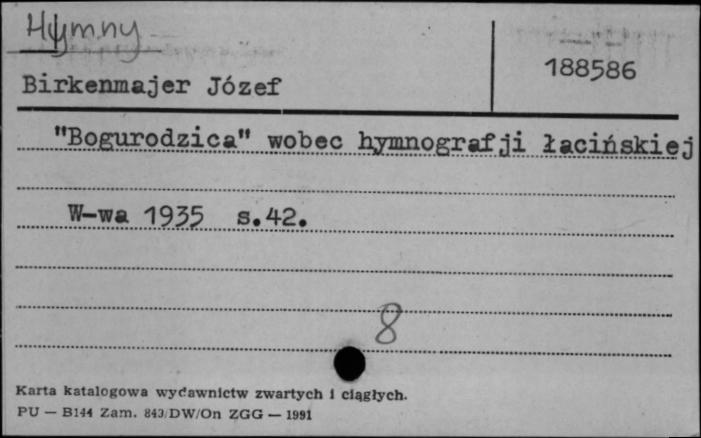 Hymny
188586
Birkenmajer Józef
"Bogurodzica" wobec hymnografji łacińskiej
W-wa 1935 s.42.
8
Karta katalogowa wydawnictw zwartych i ciągłych.
PU — B144 Zam. 843/DW/On ZGG — 1991